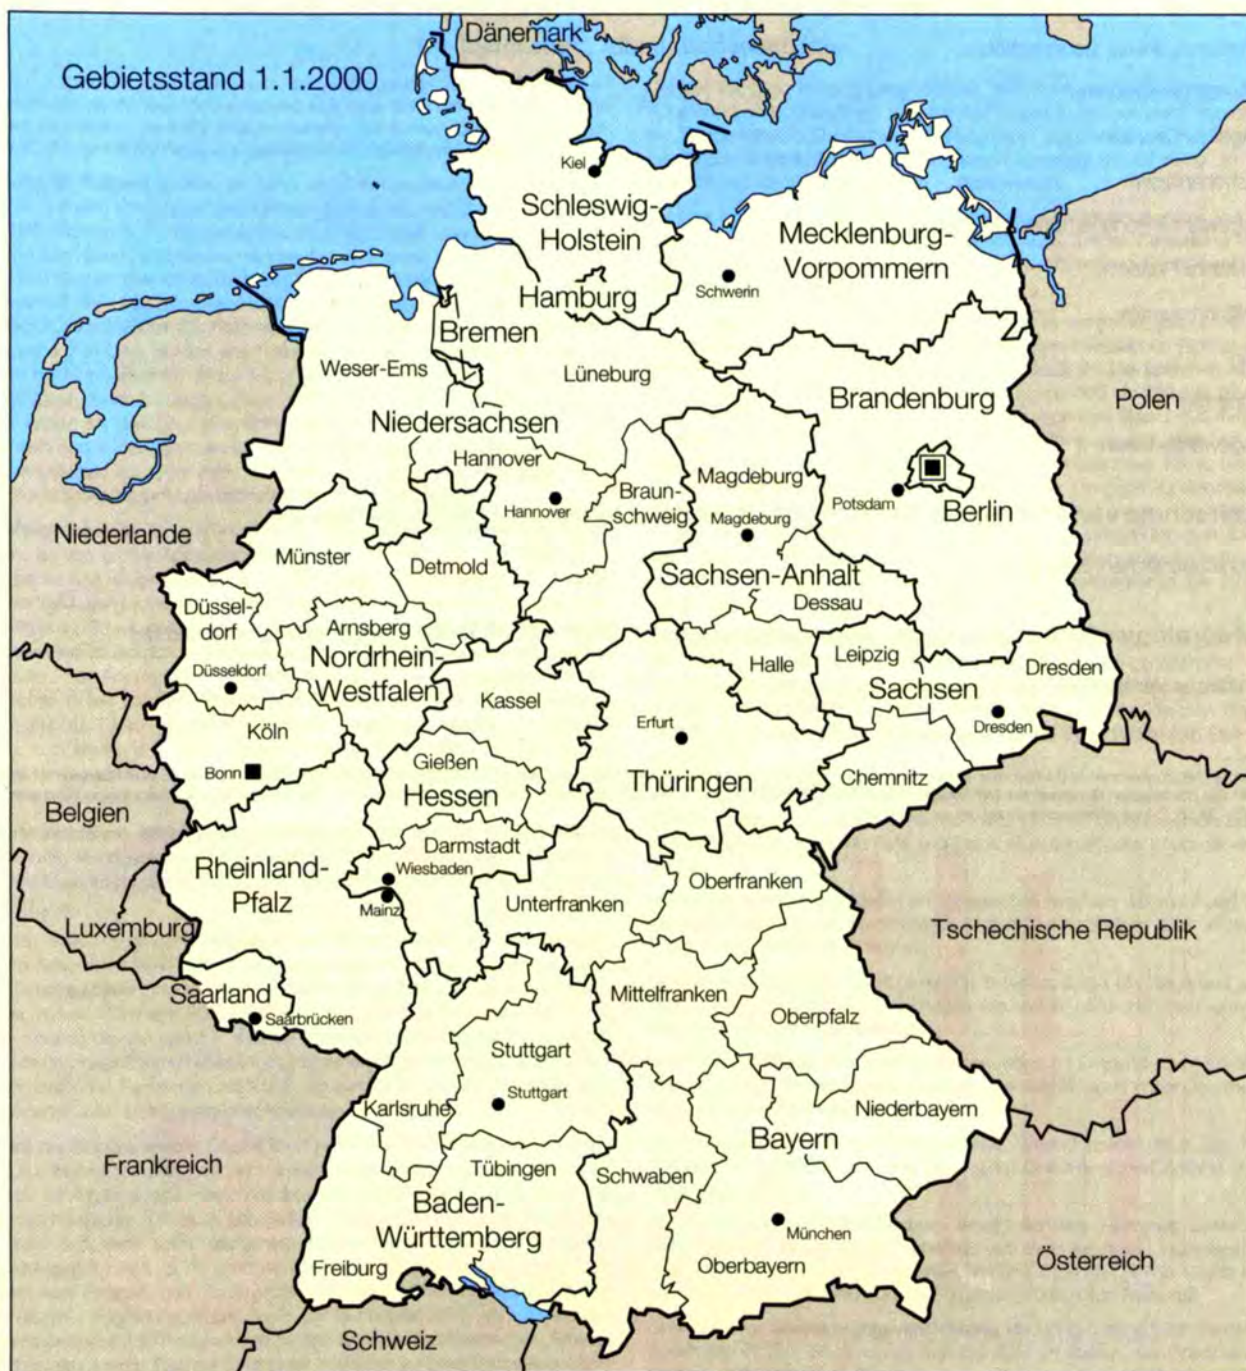 Dänemark
Gebietsstand 1.1.2000
Kiel
Schleswig-
Holstein
Mecklenburg-
Vorpommern
Schwerin
Hamburg
Bremen
Weser-Ems
Lüneburg
Brandenburg
Polen
Niedersachsen
Hannover
Hannover
Braun-
schweig
Magdeburg
Magdeburg
Potsdam
Berlin
Niederlande
Münster
Detmold
Sachsen-Anhalt
Dessau
Düssel-
dorf
Arnsberg
Düsseldorf
Nordrhein-
Westfalen
Kassel
Halle
Leipzig
Dresden
Sachsen
Dresden
Erfurt
Köln
Bonn
Gießen
Hessen
Thüringen
Chemnitz
Belgien
Darmstadt
Wiesbaden
Mainz
Rheinland-
Pfalz
Unterfranken
Oberfranken
Luxemburg
Tschechische Republik
Saarland
Saarbrücken
Mittelfranken
Oberpfalz
Stuttgart
Stuttgart
Karlsruhe
Niederbayern
Bayern
Frankreich
Tübingen
Schwaben
Baden-
Württemberg
München
Freiburg
Oberbayern
Österreich
Schweiz